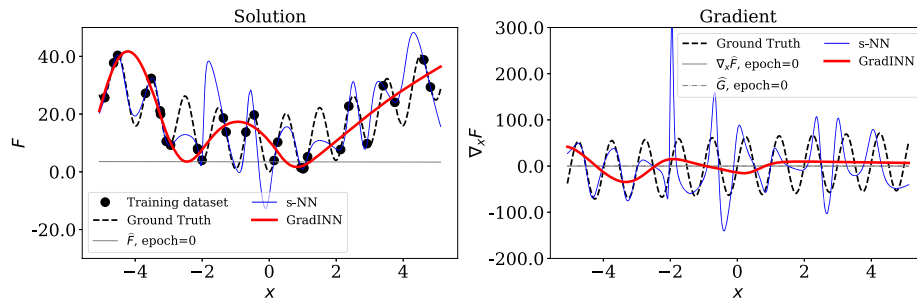 Solution
F
40.0
20.0
0.0
−20.0
Training dataset
Ground Truth
F̂, epoch=0
s-NN
GradINN
−4
−2
0
2
4
x
Gradient
∇ₓF
300.0
200.0
100.0
0.0
−100.0
−200.0
Ground Truth
∇ₓF̂, epoch=0
Ĝ, epoch=0
s-NN
GradINN
−4
−2
0
2
4
x